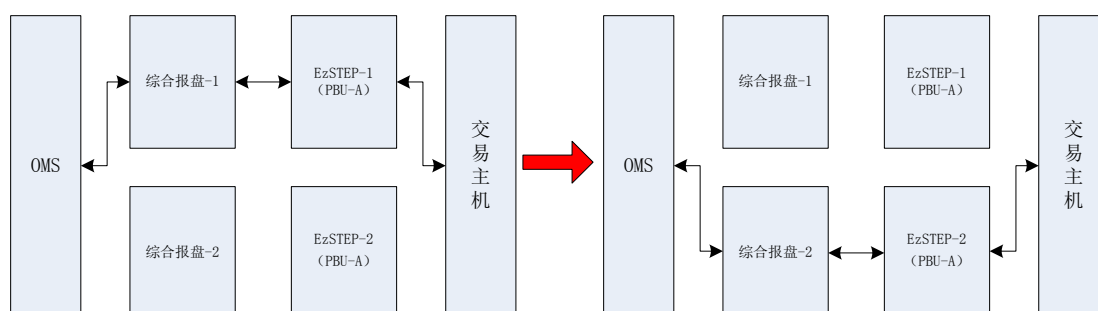 OMS
综合报盘-1
EzSTEP-1
(PBU-A)
综合报盘-2
EzSTEP-2
(PBU-A)
交易主机
OMS
综合报盘-1
EzSTEP-1
(PBU-A)
综合报盘-2
EzSTEP-2
(PBU-A)
交易主机